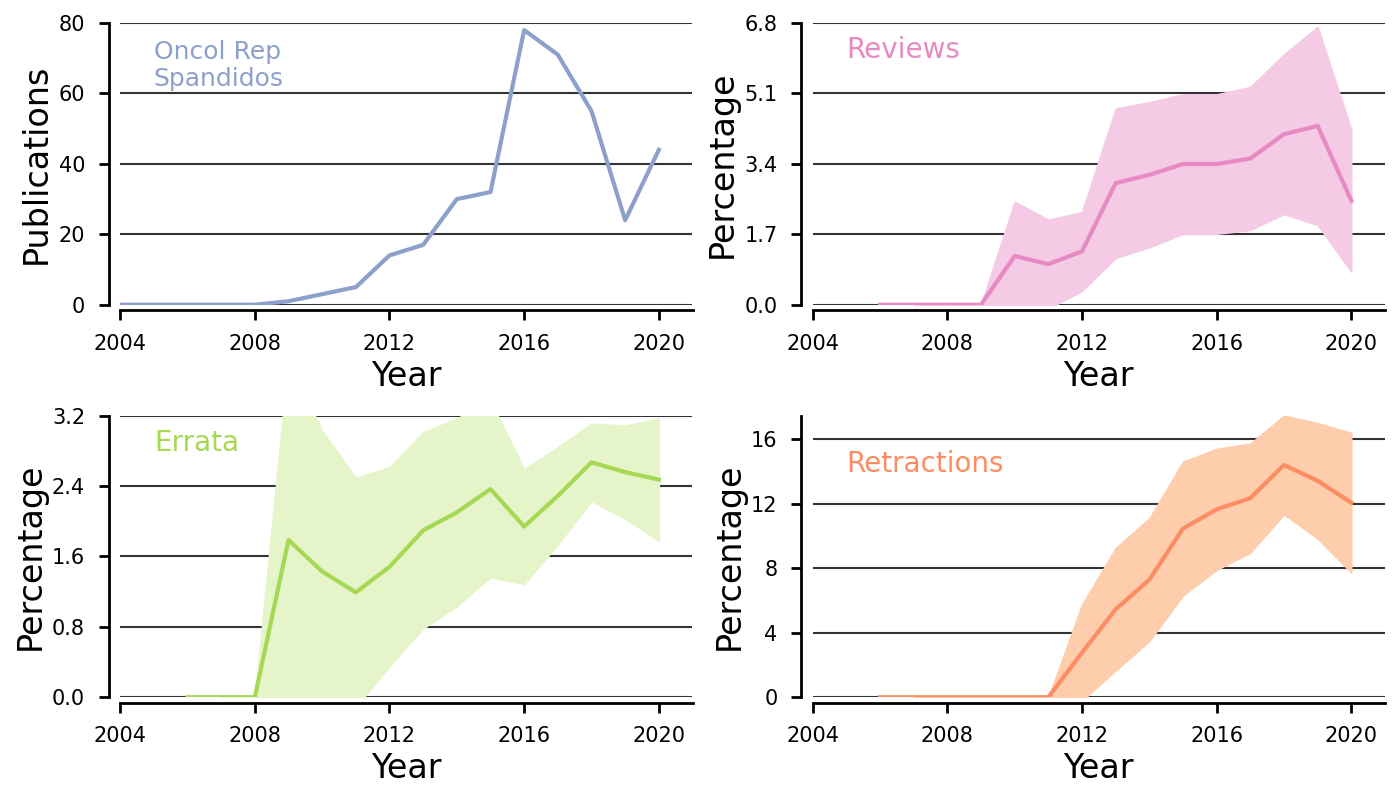 80
60
40
20
0
Publications
Oncol Rep
Spandidos
2004 2008 2012 2016 2020
Year
6.8
5.1
3.4
1.7
0.0
Percentage
Reviews
2004 2008 2012 2016 2020
Year
3.2
2.4
1.6
0.8
0.0
Percentage
Errata
2004 2008 2012 2016 2020
Year
16
12
8
4
0
Percentage
Retractions
2004 2008 2012 2016 2020
Year